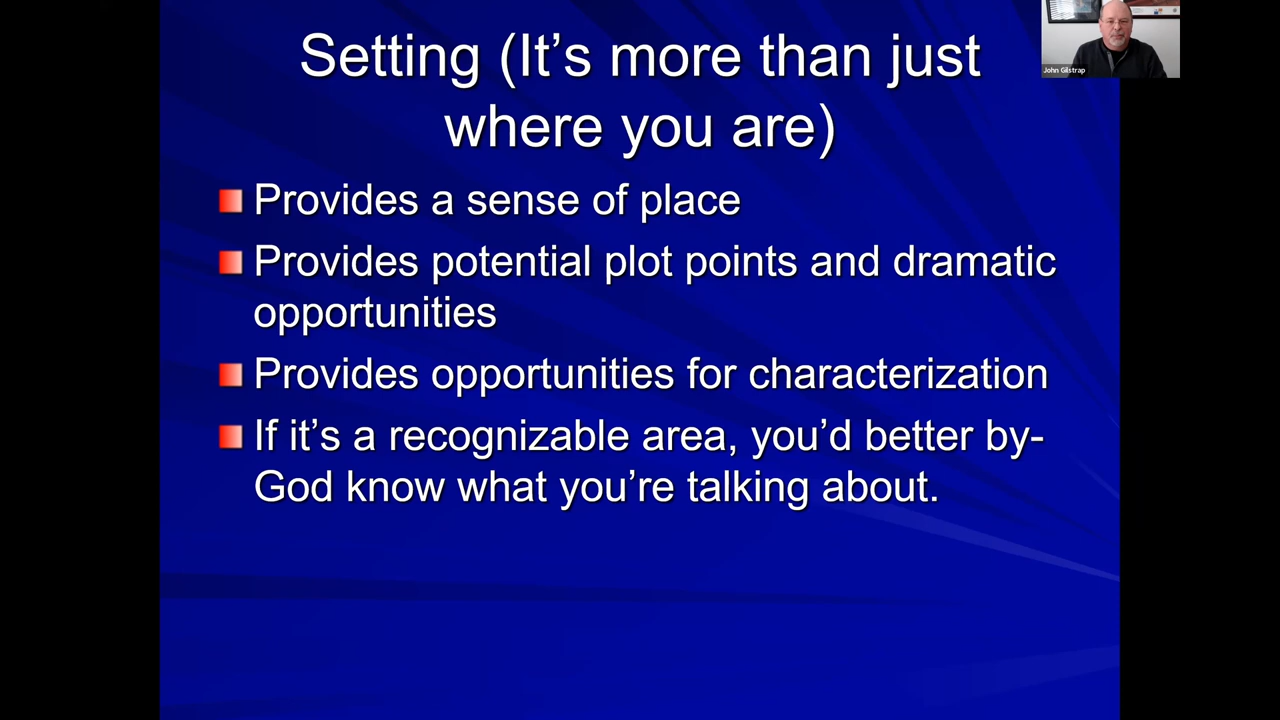 Setting (It’s more than just
where you are)
Provides a sense of place
Provides potential plot points and dramatic
opportunities
Provides opportunities for characterization
If it’s a recognizable area, you’d better by-
God know what you’re talking about.
John Gilstrap